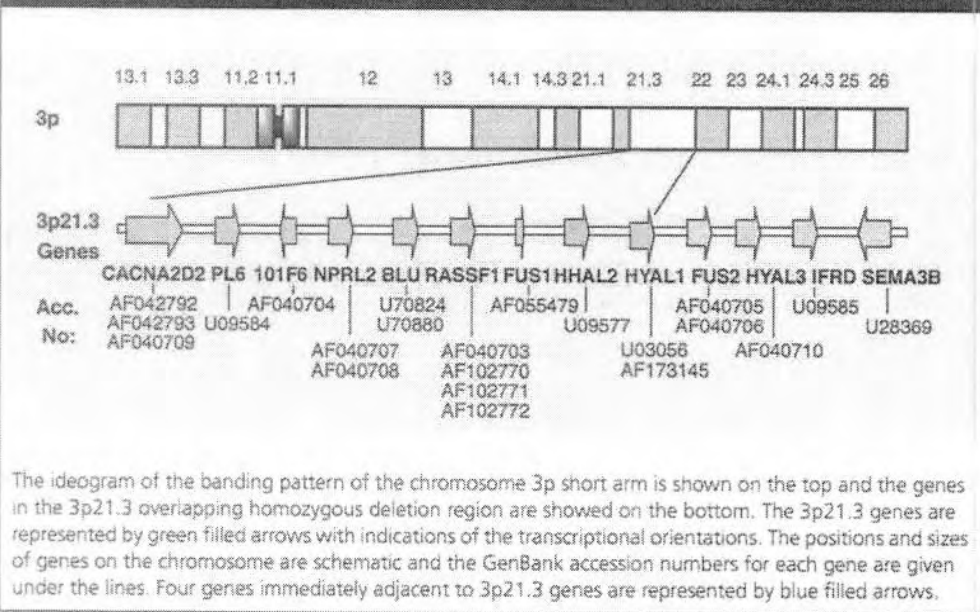 13.1 13.3 11.2 11.1 12 13 14.1 14.3 21.1 21.3 22 23 24.1 24.3 25 26
3p
3p21.3
Genes
CACNA2D2 PL6 101F6 NPRL2 BLU RASSF1 FUS1 HHAL2 HYAL1 FUS2 HYAL3 IFRD SEMA3B
Acc. AF042792 AF040704 U70824 AF055479 AF040705 U09585
AF042793 U09584 U70880 U09577 AF040706 U28369
No: AF040709
AF040707 AF040703 U03056 AF040710
AF040708 AF102770 AF173145
AF102771
AF102772
The ideogram of the banding pattern of the chromosome 3p short arm is shown on the top and the genes
in the 3p21.3 overlapping homozygous deletion region are showed on the bottom. The 3p21.3 genes are
represented by green filled arrows with indications of the transcriptional orientations. The positions and sizes
of genes on the chromosome are schematic and the GenBank accession numbers for each gene are given
under the lines. Four genes immediately adjacent to 3p21.3 genes are represented by blue filled arrows.